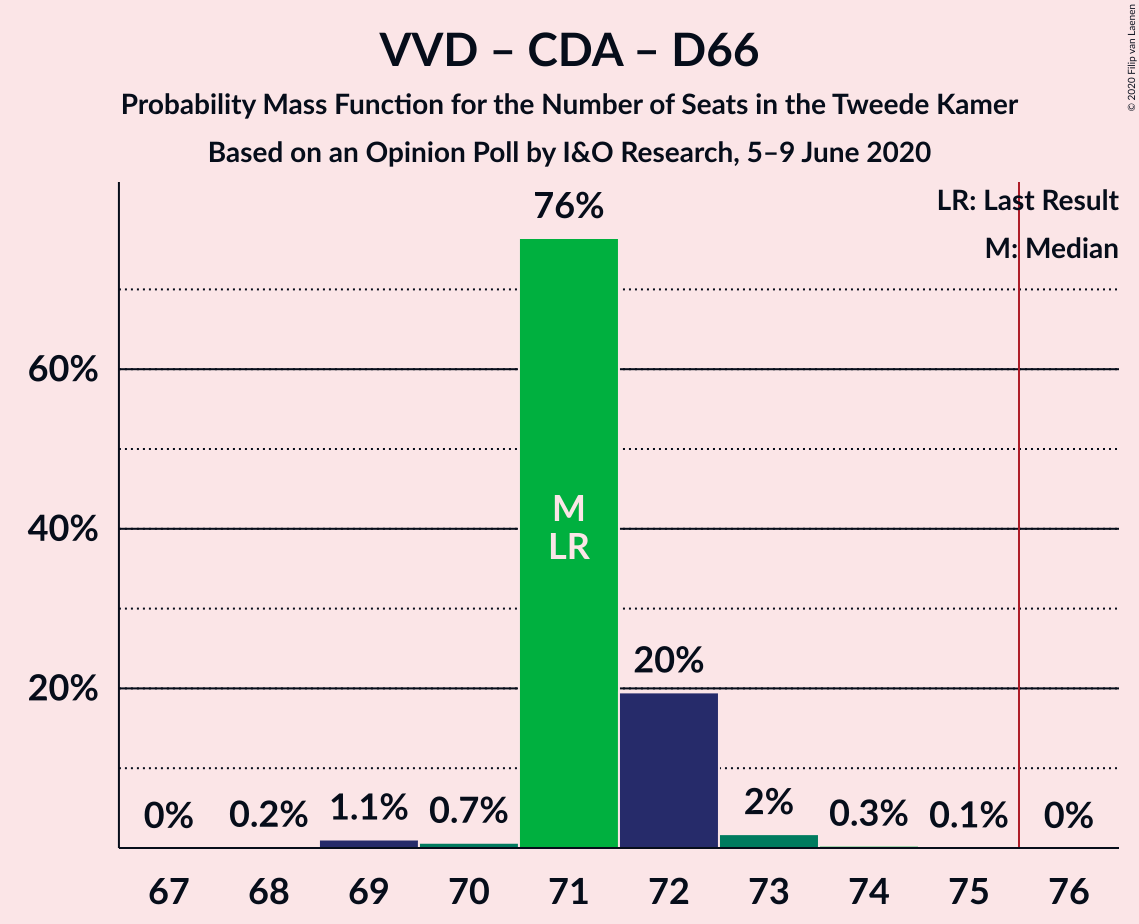 VVD – CDA – D66
Probability Mass Function for the Number of Seats in the Tweede Kamer
Based on an Opinion Poll by I&O Research, 5–9 June 2020
© 2020 Filip van Laenen
LR: Last Result
M: Median
76%
60%
40%
20%
M
LR
20%
0%
0.2%
1.1%
0.7%
2%
0.3%
0.1%
0%
67
68
69
70
71
72
73
74
75
76